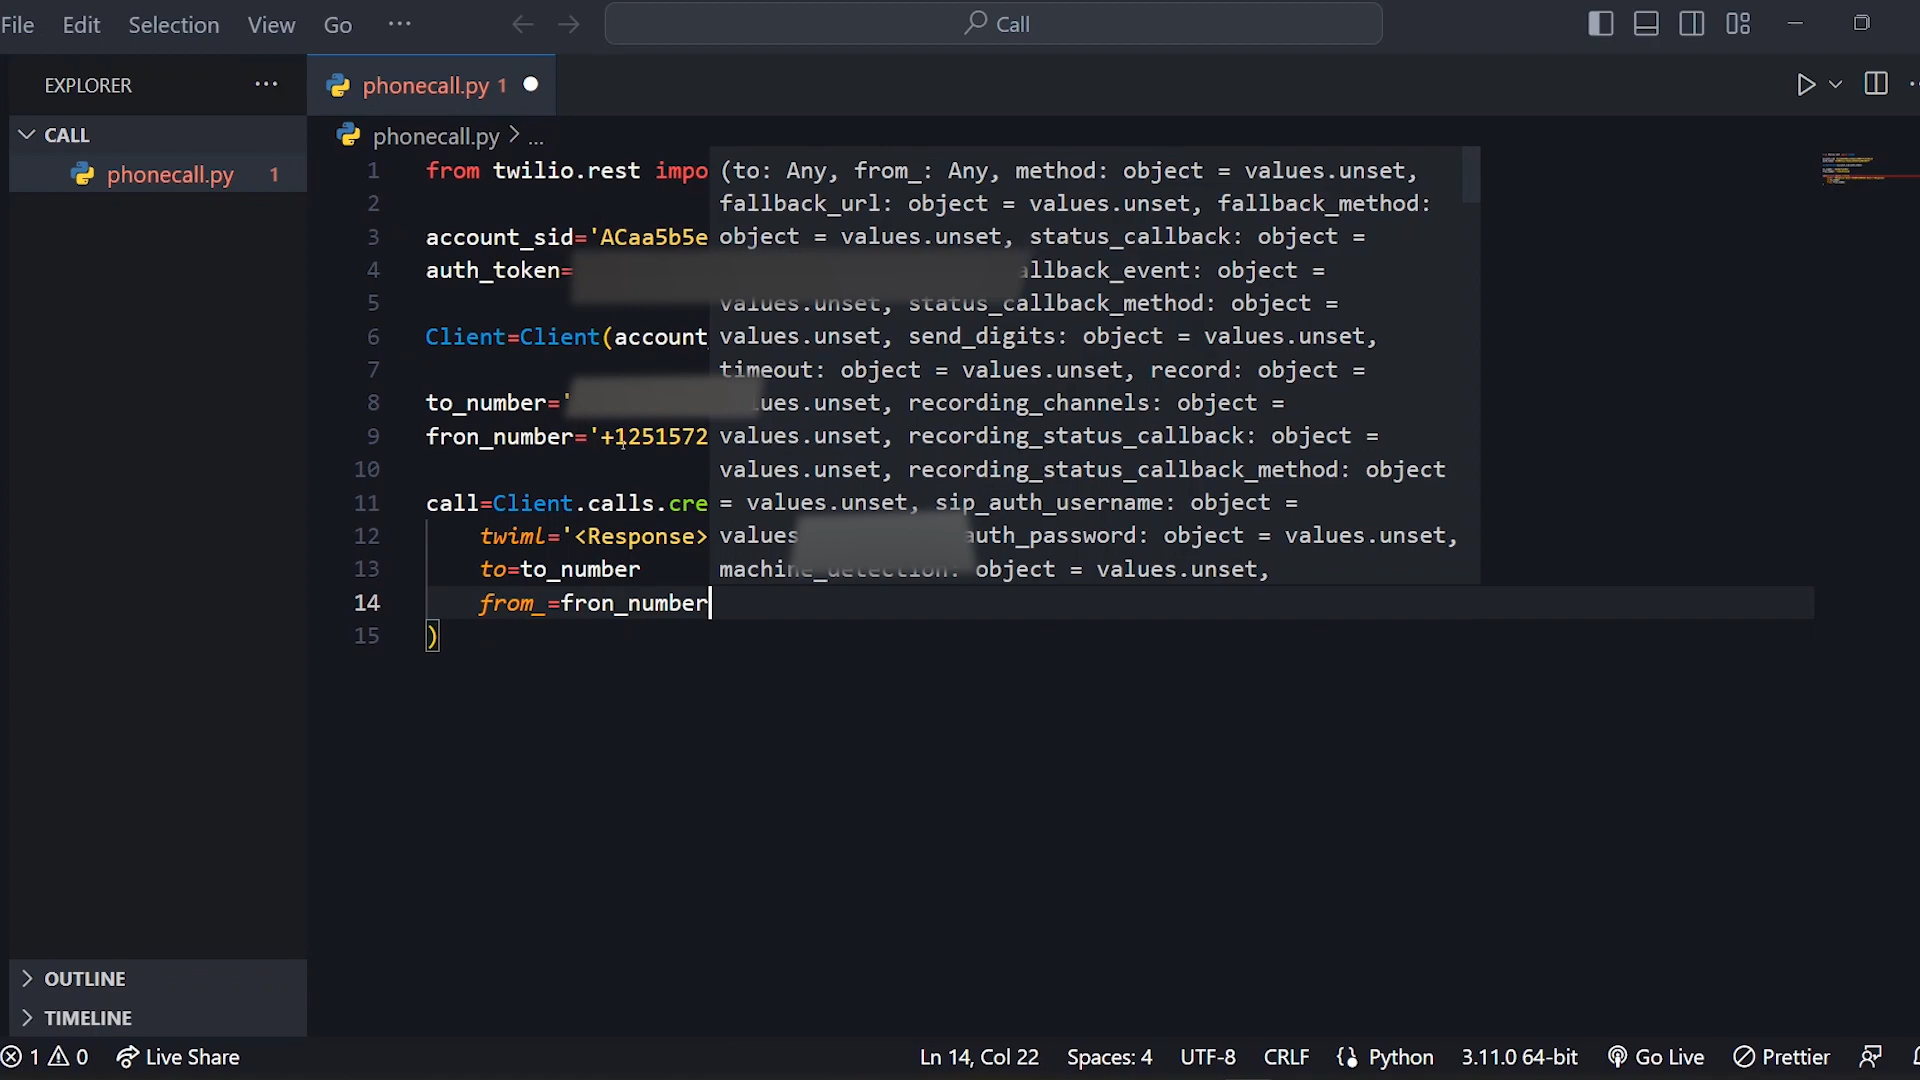 File Edit Selection View Go ···
Call
EXPLORER ···
phonecall.py 1
CALL
phonecall.py 1
phonecall.py > ...
1 from twilio.rest impo
2
3 account_sid='ACaa5b5e
4 auth_token=
5
6 Client=Client(account
7
8 to_number='
9 fron_number='+1251572
10
11 call=Client.calls.cre
12 twiml='<Response>
13 to=to_number
14 from_=fron_number
15 )
(to: Any, from_: Any, method: object = values.unset,
fallback_url: object = values.unset, fallback_method:
object = values.unset, status_callback: object =
allback_event: object =
values.unset, status_callback_method: object =
values.unset, send_digits: object = values.unset,
timeout: object = values.unset, record: object =
ues.unset, recording_channels: object =
values.unset, recording_status_callback: object =
values.unset, recording_status_callback_method: object
= values.unset, sip_auth_username: object =
values auth_password: object = values.unset,
machine_detection: object = values.unset,
OUTLINE
TIMELINE
1 0 Live Share
Ln 14, Col 22 Spaces: 4 UTF-8 CRLF Python 3.11.0 64-bit Go Live Prettier